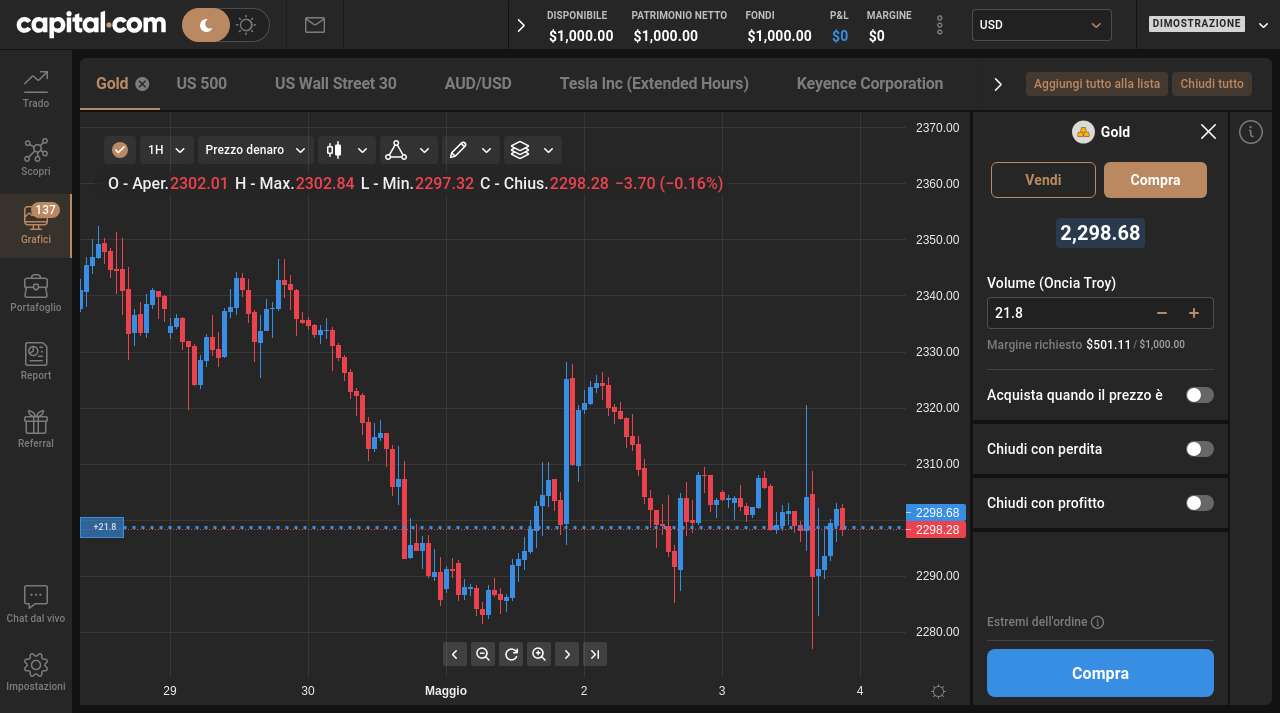 capital.com
DISPONIBILE PATRIMONIO NETTO FONDI P&L MARGINE
$1,000.00 $1,000.00 $1,000.00 $0 $0
USD
DIMOSTRAZIONE
Gold US 500 US Wall Street 30 AUD/USD Tesla Inc (Extended Hours) Keyence Corporation
Aggiungi tutto alla lista Chiudi tutto
Trado
Scopri
137
Grafici
Portafoglio
Report
Referral
Chat dal vivo
Impostazioni
1H Prezzo denaro
O - Aper.2302.01 H - Max.2302.84 L - Min.2297.32 C - Chius.2298.28 −3.70 (−0.16%)
2370.00
2360.00
2350.00
2340.00
2330.00
2320.00
2310.00
2298.68
2298.28
2290.00
2280.00
+21.8
29 30 Maggio 2 3 4
Gold
Vendi Compra
2,298.68
Volume (Oncia Troy)
21.8 − +
Margine richiesto $501.11 / $1,000.00
Acquista quando il prezzo è
Chiudi con perdita
Chiudi con profitto
Estremi dell'ordine
Compra